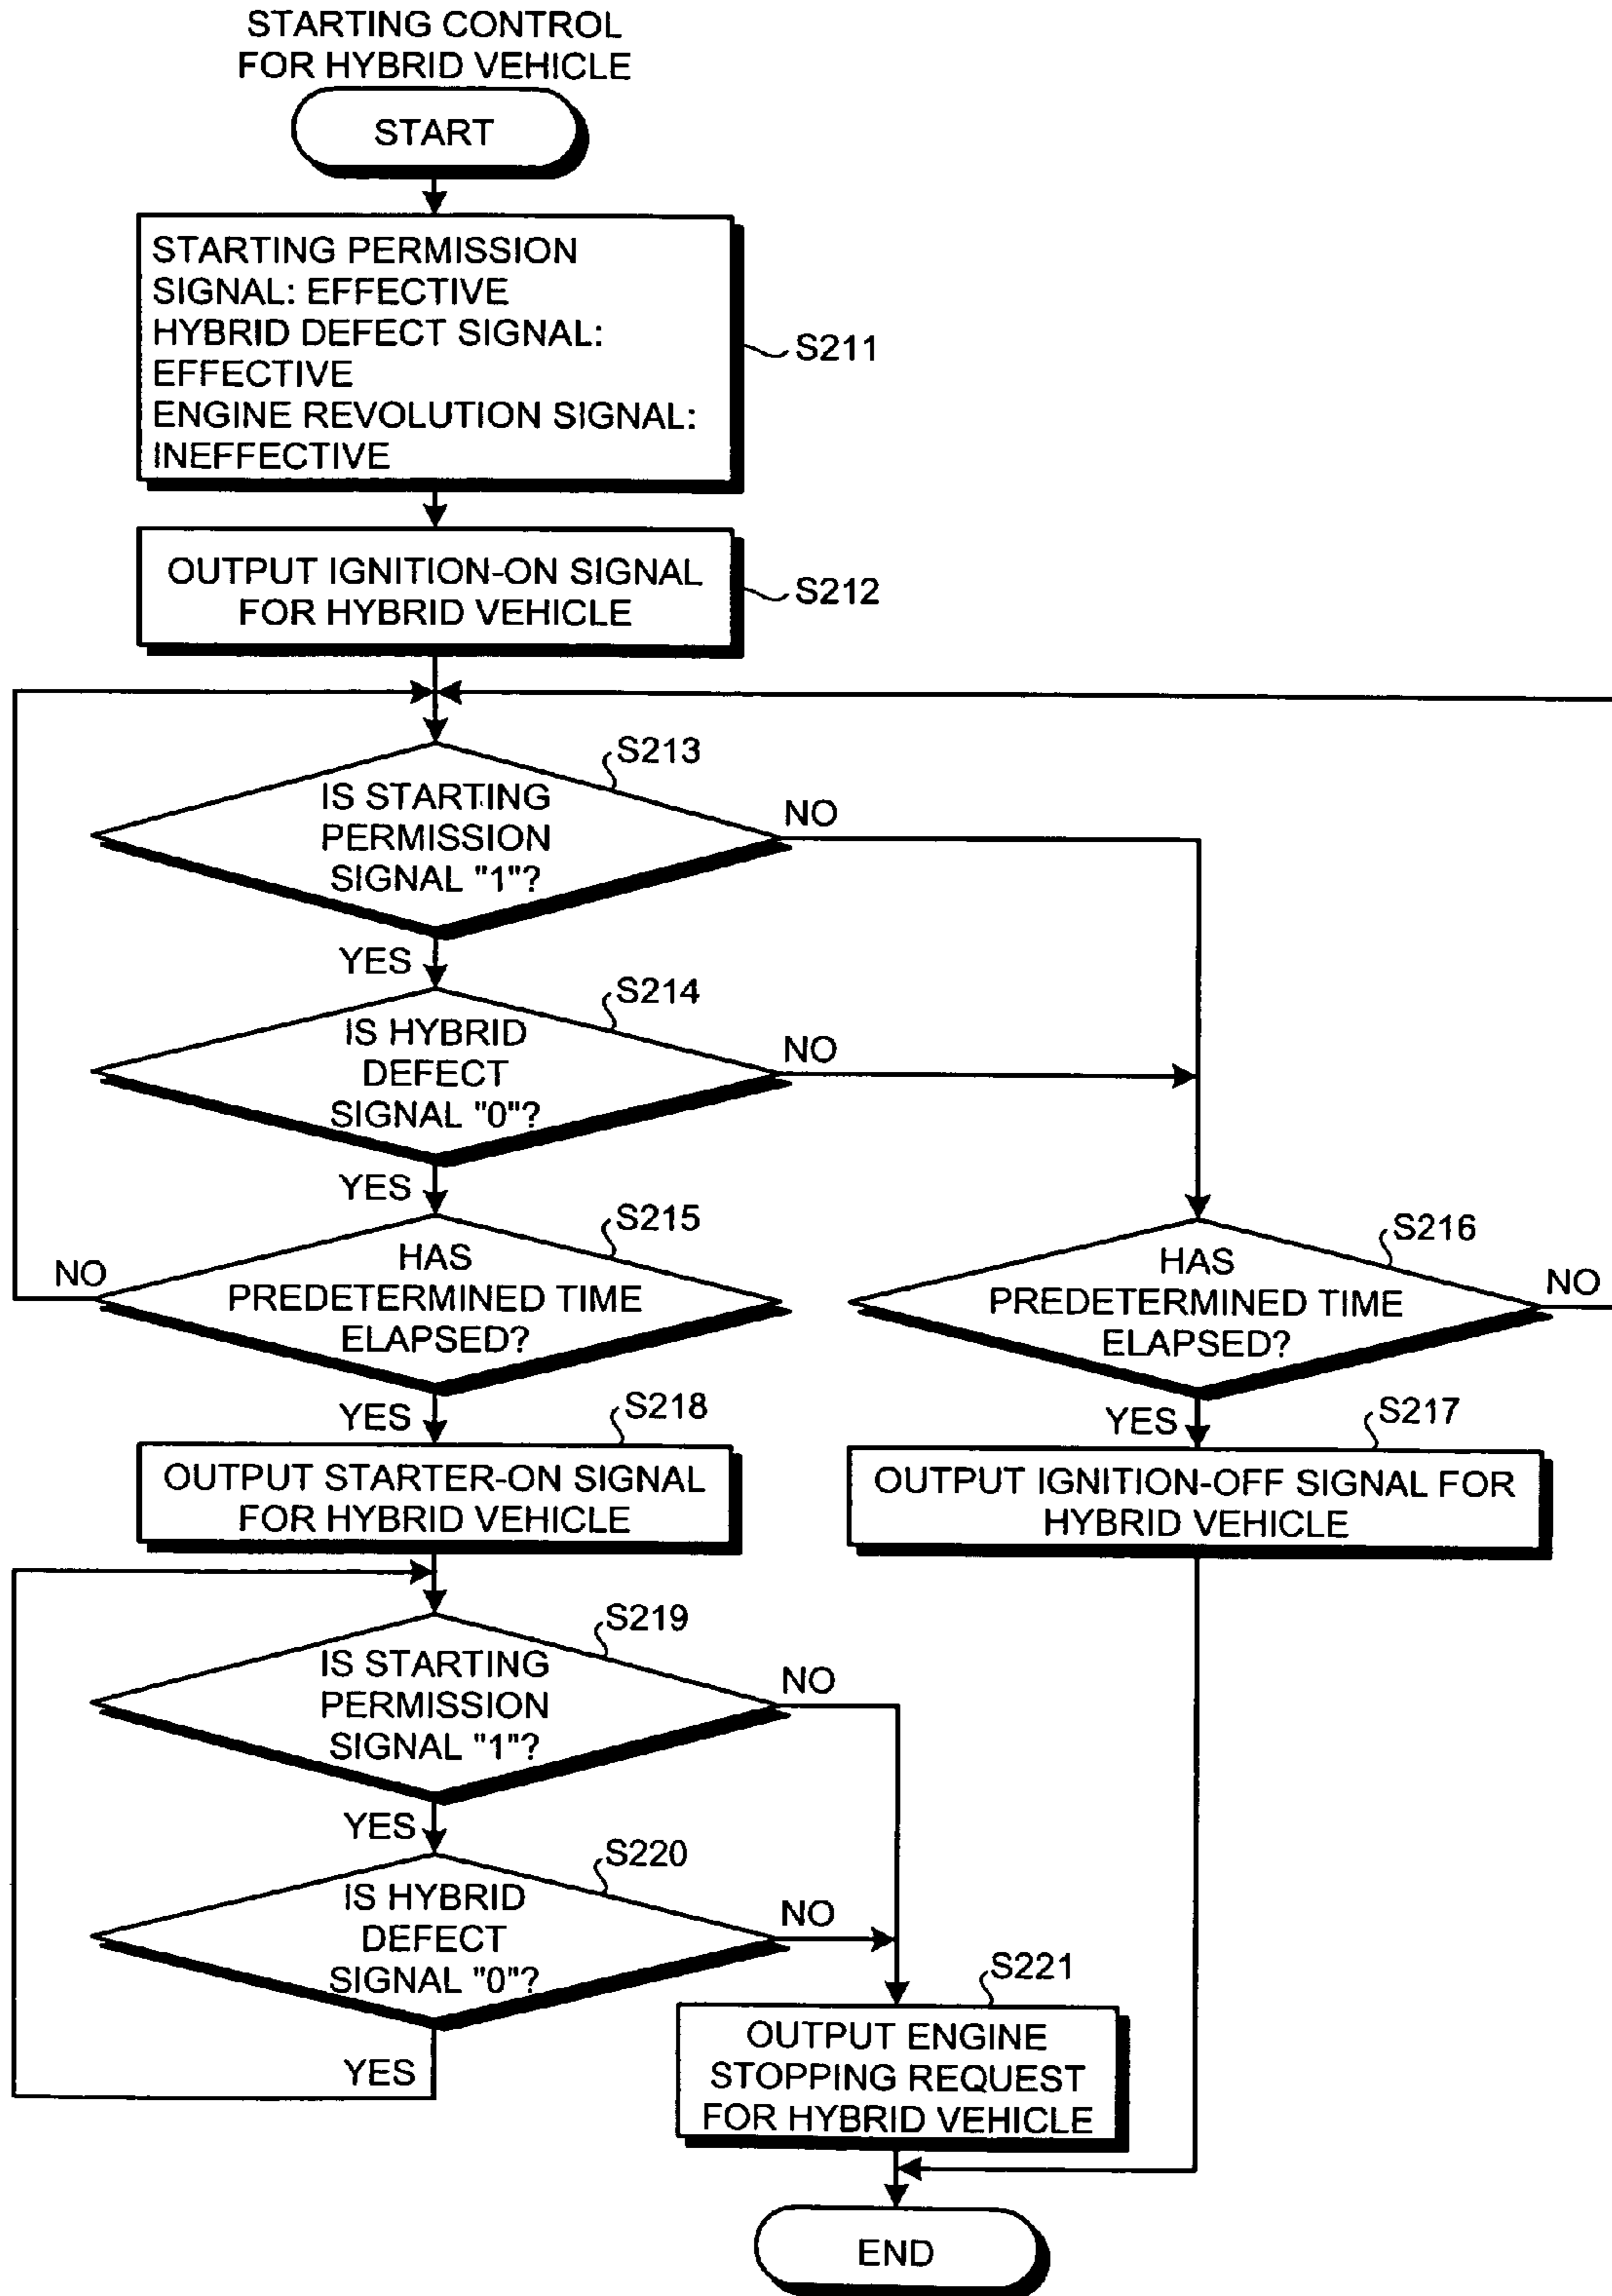 STARTING CONTROL
FOR HYBRID VEHICLE
START
STARTING PERMISSION
SIGNAL: EFFECTIVE
HYBRID DEFECT SIGNAL:
EFFECTIVE
ENGINE REVOLUTION SIGNAL:
INEFFECTIVE
S211
OUTPUT IGNITION-ON SIGNAL
FOR HYBRID VEHICLE
S212
S213
IS STARTING
PERMISSION
SIGNAL "1"?
NO
YES
S214
IS HYBRID
DEFECT
SIGNAL "0"?
NO
YES
S215
HAS
PREDETERMINED TIME
ELAPSED?
NO
YES
S216
HAS
PREDETERMINED TIME
ELAPSED?
NO
YES
S217
OUTPUT IGNITION-OFF SIGNAL FOR
HYBRID VEHICLE
S218
OUTPUT STARTER-ON SIGNAL
FOR HYBRID VEHICLE
S219
IS STARTING
PERMISSION
SIGNAL "1"?
NO
YES
S220
IS HYBRID
DEFECT
SIGNAL "0"?
NO
YES
S221
OUTPUT ENGINE
STOPPING REQUEST
FOR HYBRID VEHICLE
END